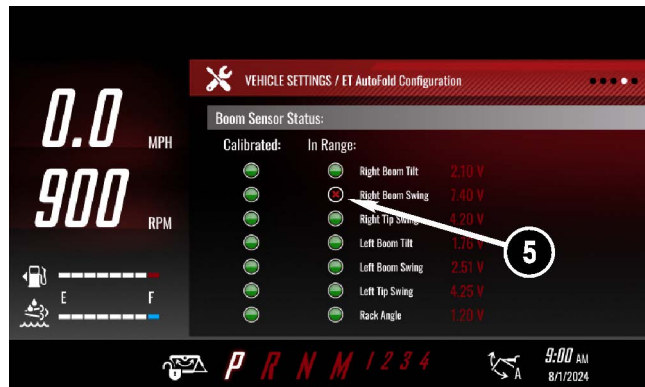 VEHICLE SETTINGS / ET AutoFold Configuration
0.0 MPH
900 RPM
E F
Boom Sensor Status:
Calibrated: In Range:
Right Boom Tilt 2.10 V
Right Boom Swing 7.40 V
Right Tip Swing 4.20 V
Left Boom Tilt 1.76 V
Left Boom Swing 2.51 V
Left Tip Swing 4.25 V
Rack Angle 1.20 V
5
P R N M 1 2 3 4
A
9:00 AM
8/1/2024